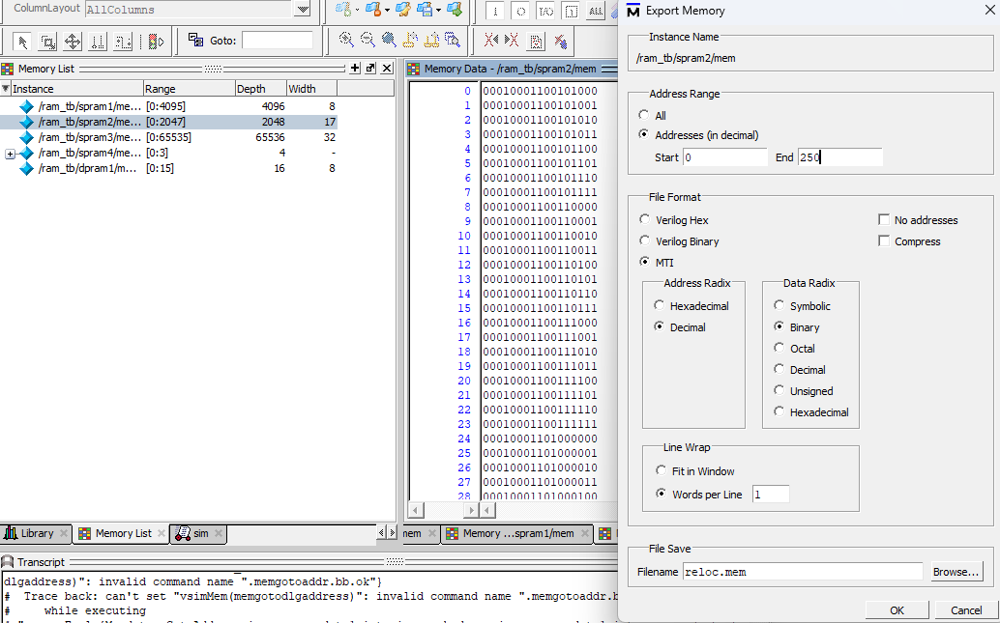 ColumnLayout AllColumns
Goto:
ALL
Memory List
Instance Range Depth Width
/ram_tb/spram1/me... [0:4095] 4096 8
/ram_tb/spram2/me... [0:2047] 2048 17
/ram_tb/spram3/me... [0:65535] 65536 32
/ram_tb/spram4/me... [0:3] 4 -
/ram_tb/dpram1/m... [0:15] 16 8
Memory Data - /ram_tb/spram2/mem
0 00010001100101000
1 00010001100101001
2 00010001100101010
3 00010001100101011
4 00010001100101100
5 00010001100101101
6 00010001100101110
7 00010001100101111
8 00010001100110000
9 00010001100110001
10 00010001100110010
11 00010001100110011
12 00010001100110100
13 00010001100110101
14 00010001100110110
15 00010001100110111
16 00010001100111000
17 00010001100111001
18 00010001100111010
19 00010001100111011
20 00010001100111100
21 00010001100111101
22 00010001100111110
23 00010001100111111
24 00010001101000000
25 00010001101000001
26 00010001101000010
27 00010001101000011
28 00010001101000100
Library Memory List sim
mem Memory ...spram1/mem
Transcript
dlgaddress)": invalid command name ".memgotoaddr.bb.ok"}
# Trace back: can't set "vsimMem(memgotodlgaddress)": invalid command name ".memgotoaddr.b
# while executing
Export Memory
Instance Name
/ram_tb/spram2/mem
Address Range
All
Addresses (in decimal)
Start 0 End 250
File Format
Verilog Hex
No addresses
Verilog Binary
Compress
MTI
Address Radix
Hexadecimal
Decimal
Data Radix
Symbolic
Binary
Octal
Decimal
Unsigned
Hexadecimal
Line Wrap
Fit in Window
Words per Line 1
File Save
Filename reloc.mem Browse...
OK Cancel